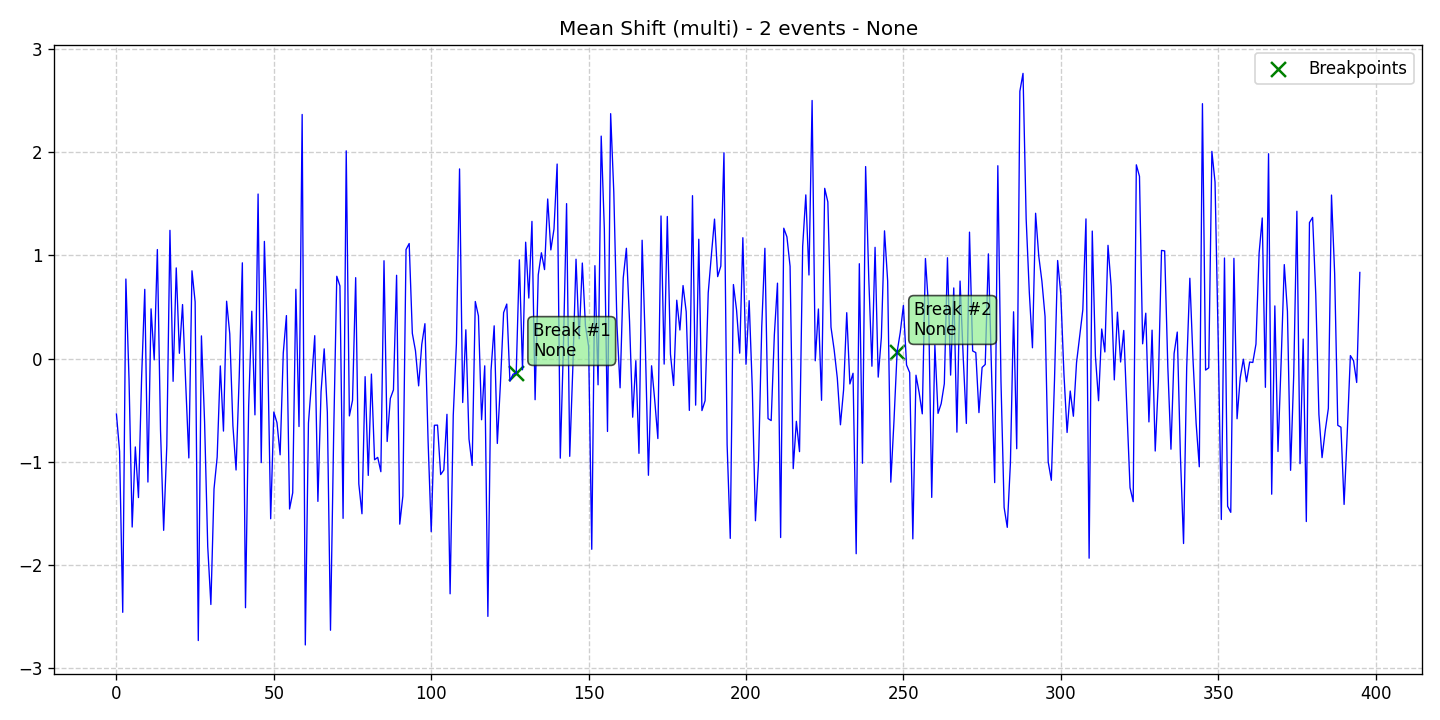 Mean Shift (multi) - 2 events - None
3
2
1
0
−1
−2
−3
Breakpoints
Break #1
None
Break #2
None
0
50
100
150
200
250
300
350
400